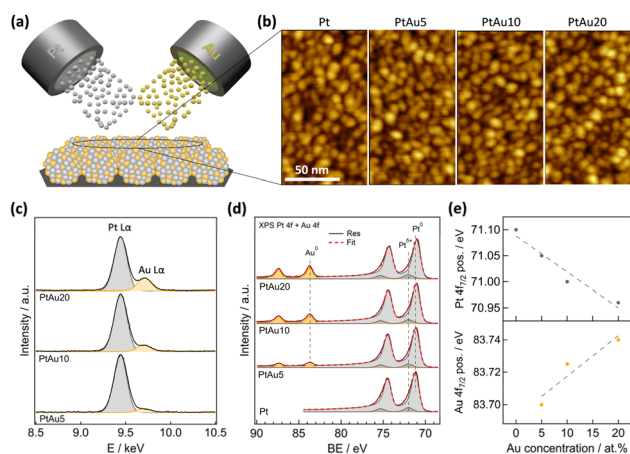 (a)
Pt
Au
(b)
Pt PtAu5 PtAu10 PtAu20
50 nm
(c)
Pt Lα
Au Lα
PtAu20
PtAu10
PtAu5
Intensity / a.u.
8.5 9.0 9.5 10.0 10.5
E / keV
(d)
XPS Pt 4f + Au 4f
Res
Fit
Au⁰
Ptᵟ⁺
Pt⁰
PtAu20
PtAu10
PtAu5
Pt
Intensity / a.u.
90 85 80 75 70
BE / eV
(e)
Pt 4f7/2 pos. / eV
71.10
71.05
71.00
70.95
Au 4f7/2 pos. / eV
83.74
83.72
83.70
0 5 10 15 20
Au concentration / at.%